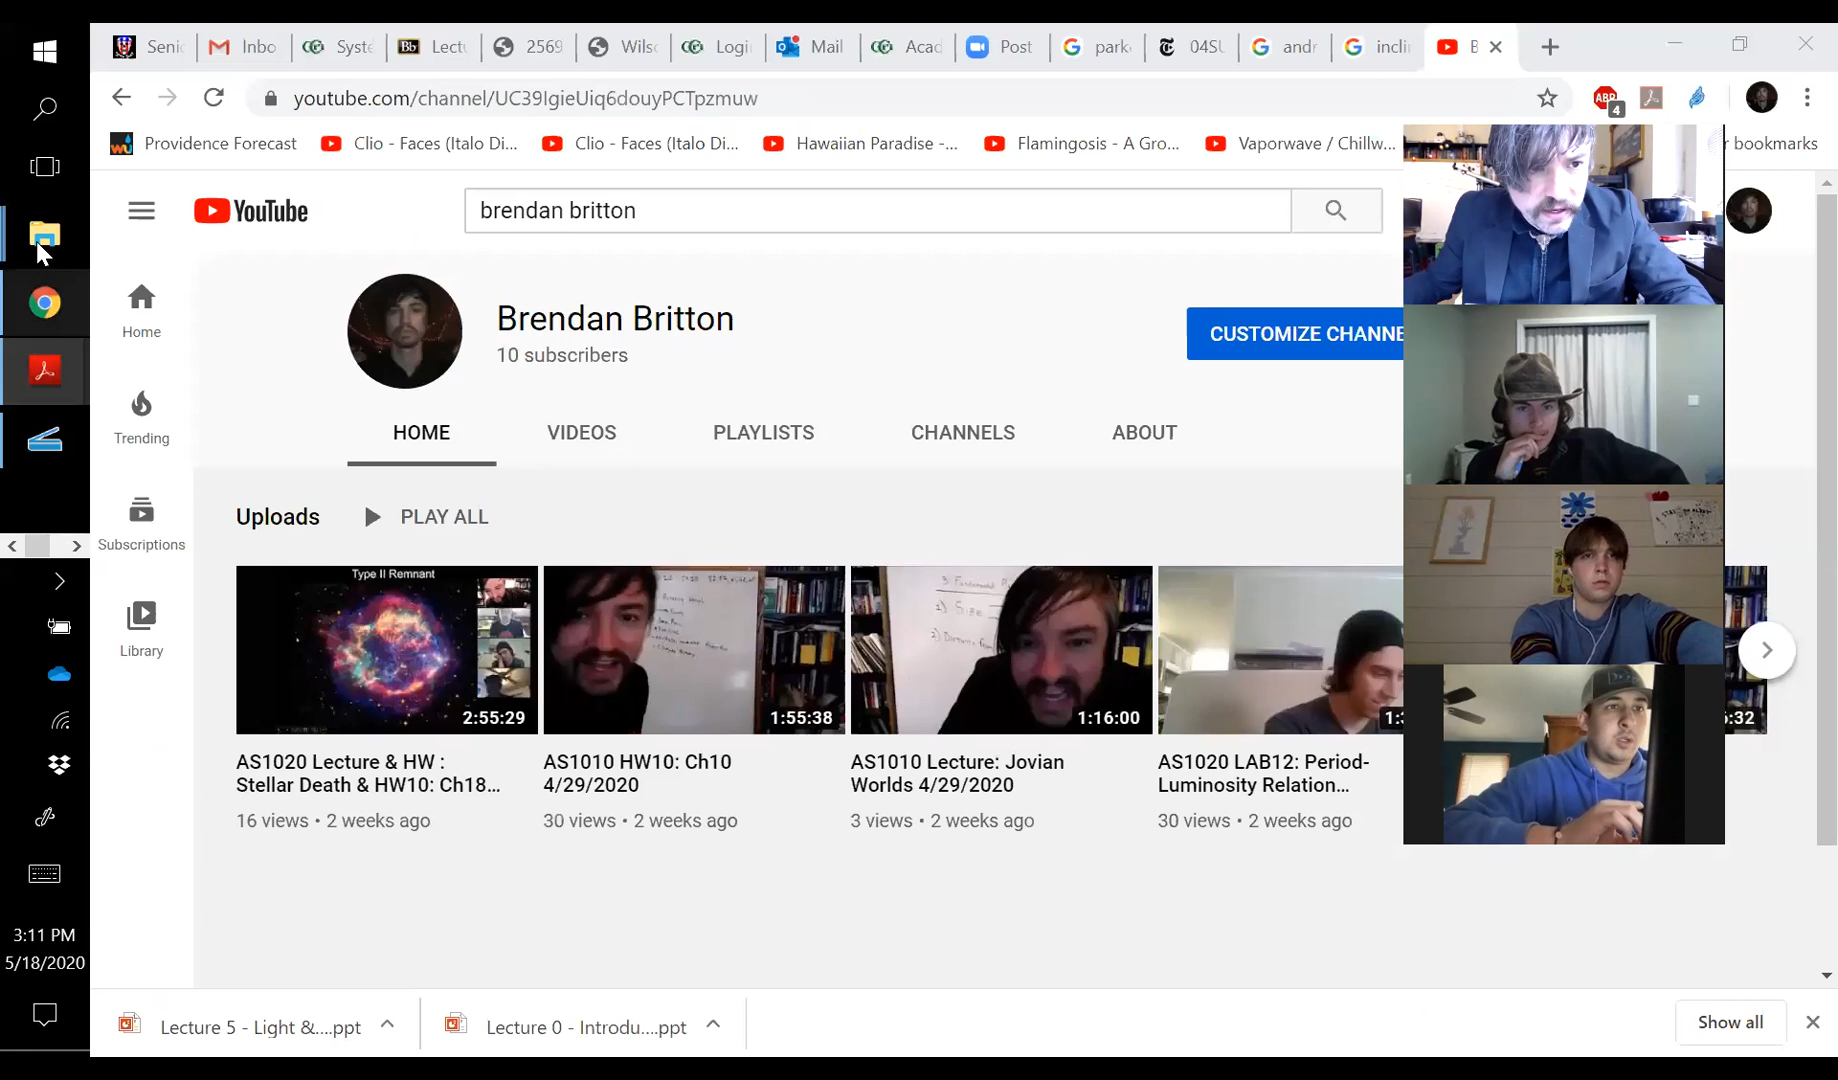 Senic
Inbo
Syste
Bb Lectu
2569
Wilso
Logi
Mail
Acad
Post
park
04SU
andr
incli
B
youtube.com/channel/UC39IgieUiq6douyPCTpzmuw
ABP
4
Providence Forecast
Clio - Faces (Italo Di...
Clio - Faces (Italo Di...
Hawaiian Paradise -...
Flamingosis - A Gro...
Vaporwave / Chillw...
r bookmarks
YouTube
brendan britton
Home
Trending
Subscriptions
Library
Brendan Britton
10 subscribers
CUSTOMIZE CHANNE
HOME
VIDEOS
PLAYLISTS
CHANNELS
ABOUT
Uploads
PLAY ALL
Type II Remnant
2:55:29
1:55:38
1:16:00
AS1020 Lecture & HW :
Stellar Death & HW10: Ch18...
16 views • 2 weeks ago
AS1010 HW10: Ch10
4/29/2020
30 views • 2 weeks ago
AS1010 Lecture: Jovian
Worlds 4/29/2020
3 views • 2 weeks ago
AS1020 LAB12: Period-
Luminosity Relation...
30 views • 2 weeks ago
3:11 PM
5/18/2020
Lecture 5 - Light &....ppt
Lecture 0 - Introdu....ppt
Show all